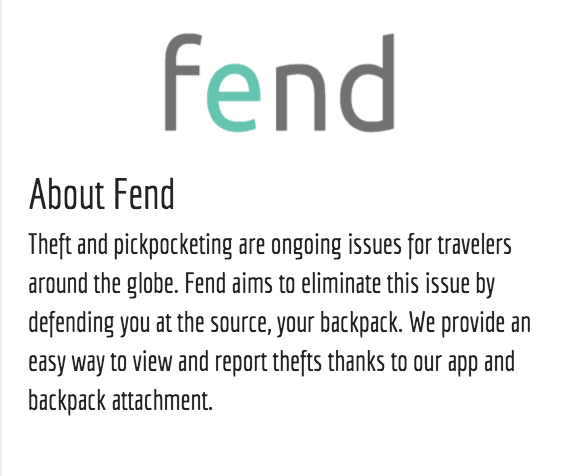 fend
About Fend
Theft and pickpocketing are ongoing issues for travelers
around the globe. Fend aims to eliminate this issue by
defending you at the source, your backpack. We provide an
easy way to view and report thefts thanks to our app and
backpack attachment.